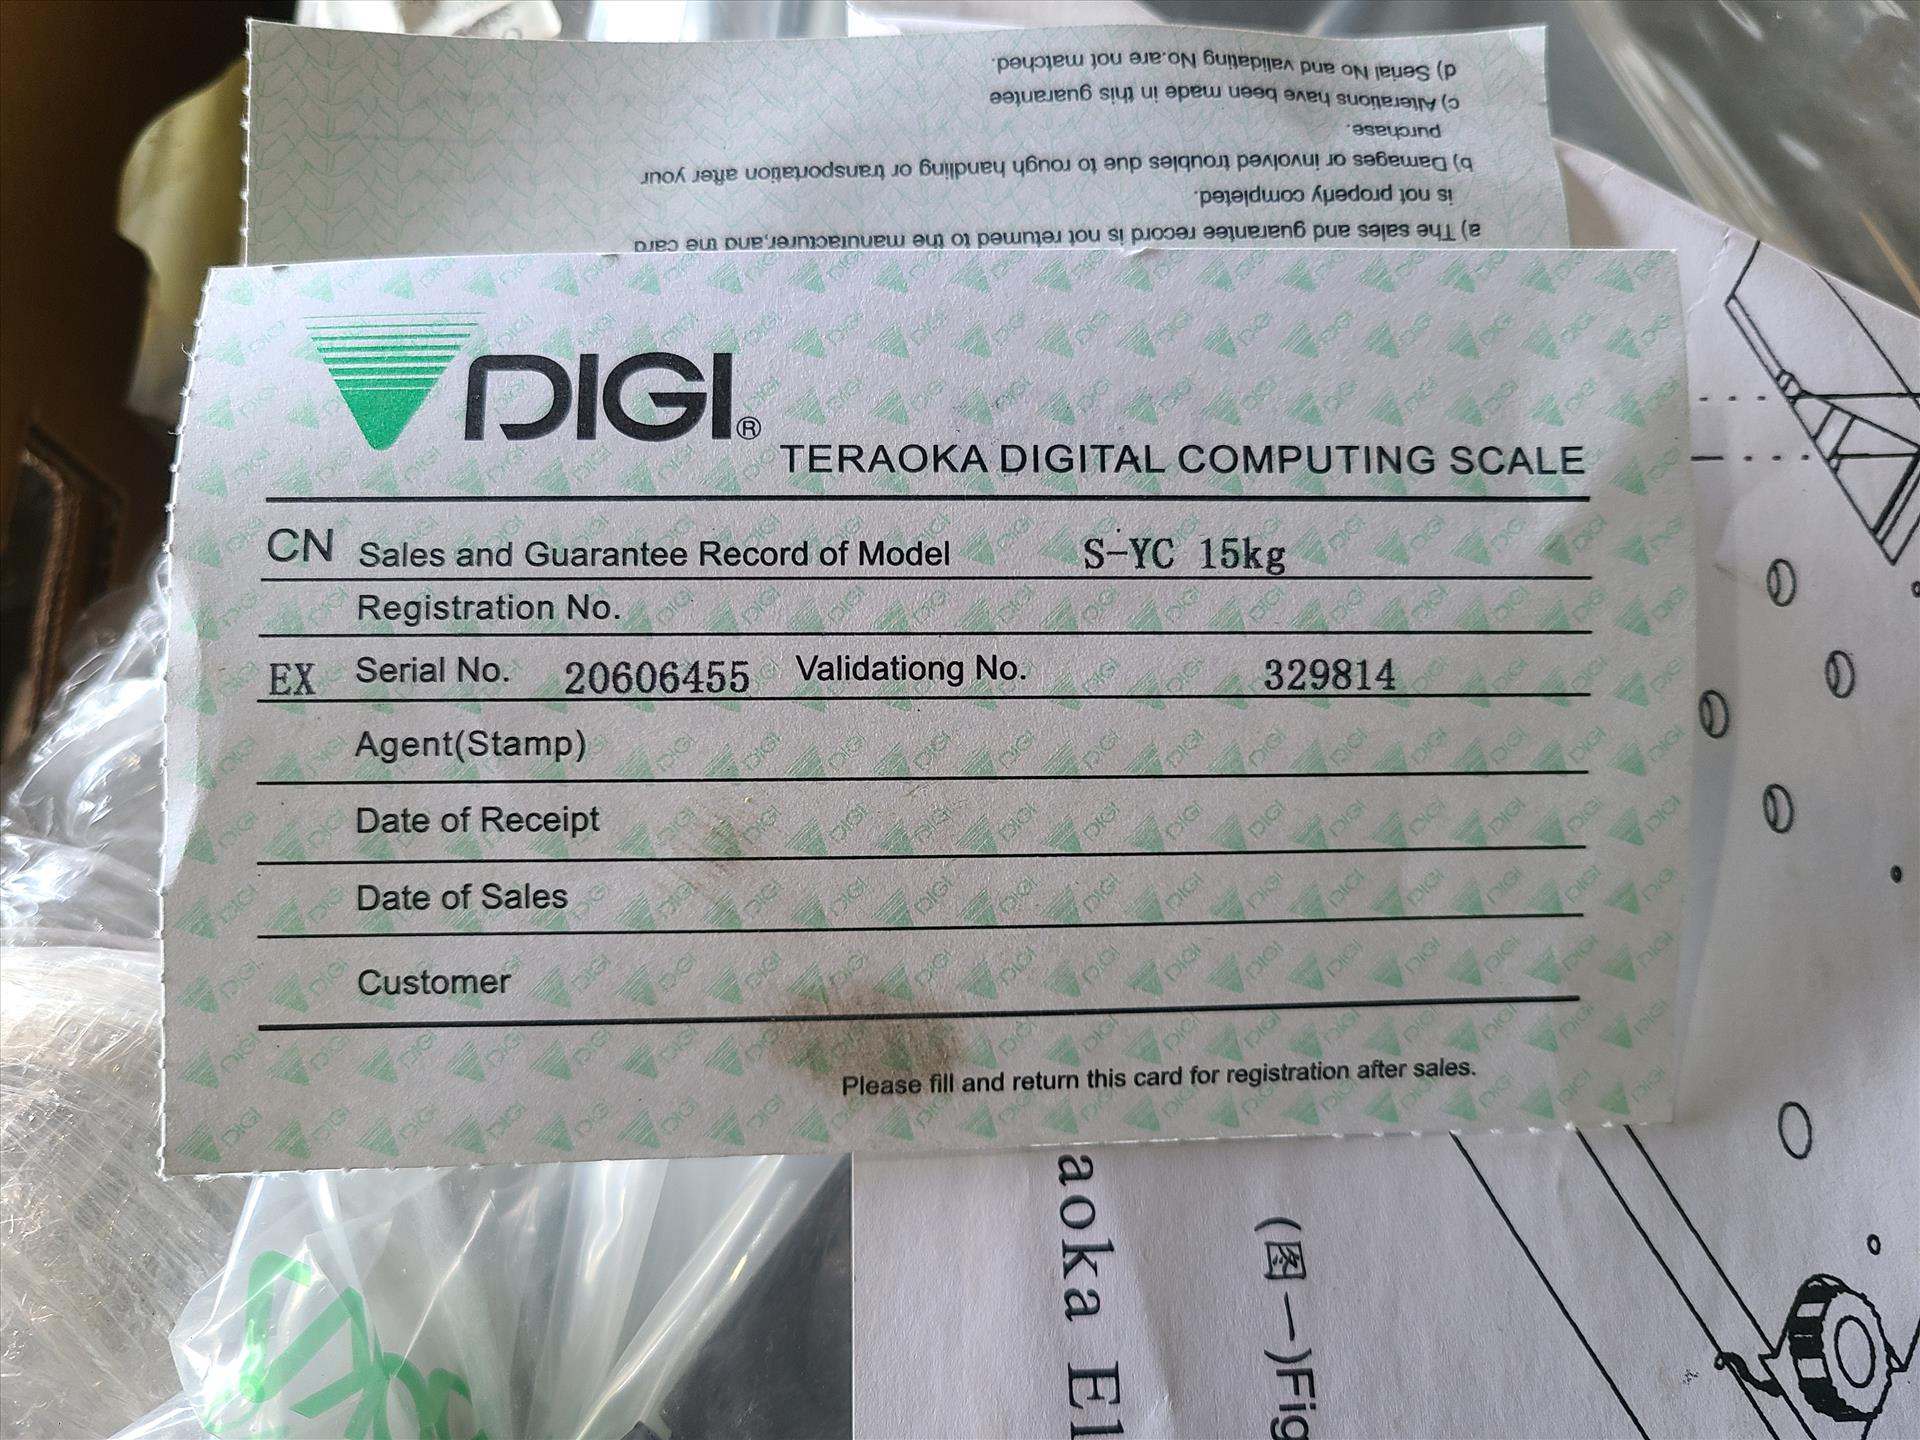 d) Serial No and validating No.are not matched.
c) Alterations have been made in this guarantee
purchase.
b) Damages or involved troubles due to rough handling or transportation after your
is not properly completed.
a) The sales and guarantee record is not returned to the manufacturer,and the card
DIGI®
TERAOKA DIGITAL COMPUTING SCALE
CN Sales and Guarantee Record of Model S-YC 15kg
Registration No.
EX Serial No. 20606455 Validationg No. 329814
Agent(Stamp)
Date of Receipt
Date of Sales
Customer
Please fill and return this card for registration after sales.
aoka El
(图一)Fig